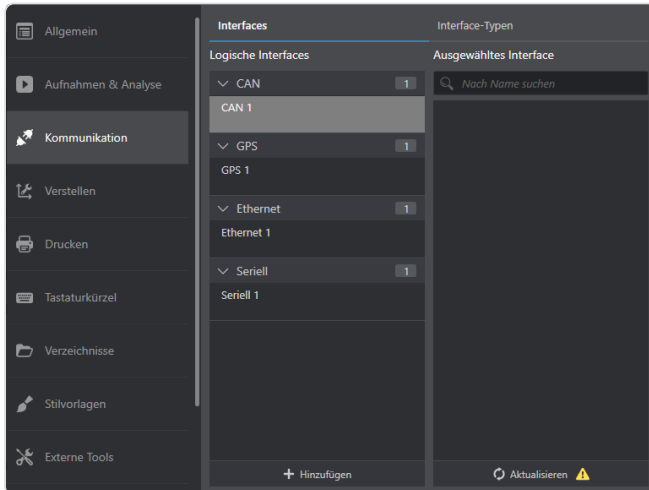 Allgemein
Aufnahmen & Analyse
Kommunikation
Verstellen
Drucken
Tastaturkürzel
Verzeichnisse
Stilvorlagen
Externe Tools
Interfaces
Interface-Typen
Logische Interfaces
Ausgewähltes Interface
CAN 1
Nach Name suchen
CAN 1
GPS 1
GPS 1
Ethernet 1
Ethernet 1
Seriell 1
Seriell 1
+ Hinzufügen
Aktualisieren